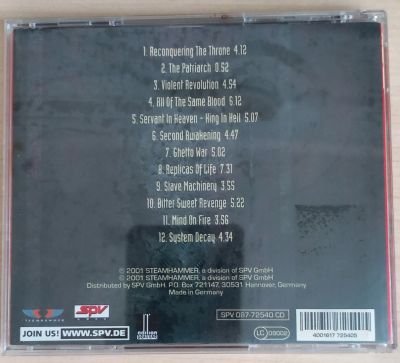 1. Reconquering The Throne 4.12
2. The Patriarch 0.52
3. Violent Revolution 4.54
4. All Of The Same Blood 6.12
5. Servant In Heaven - King In Hell 5.07
6. Second Awakening 4.47
7. Ghetto War 5.02
8. Replicas Of Life 7.31
9. Slave Machinery 3.55
10. Bitter Sweet Revenge 5.22
11. Mind On Fire 3.56
12. System Decay 4.34
℗ 2001 STEAMHAMMER, a division of SPV GmbH
© 2001 STEAMHAMMER, a division of SPV GmbH
Distributed by SPV GmbH. P.O. Box 721147, 30531 Hannover, Germany.
Made in Germany
STEAMHAMMER
SPV
JOIN US! WWW.SPV.DE
SPV 087-72540 CD
LC 09002
4001617 725405